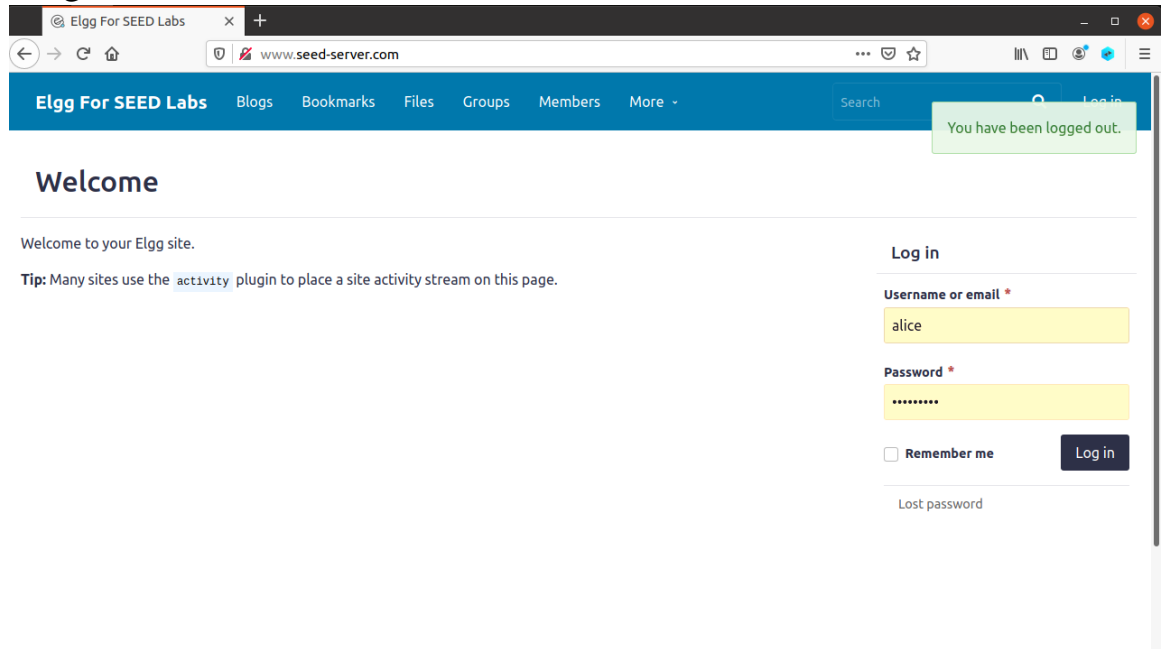 Elgg For SEED Labs
www.seed-server.com
Elgg For SEED Labs Blogs Bookmarks Files Groups Members More Search Log in
You have been logged out.
Welcome
Welcome to your Elgg site.
Tip: Many sites use the activity plugin to place a site activity stream on this page.
Log in
Username or email *
alice
Password *
•••••••••
Remember me Log in
Lost password